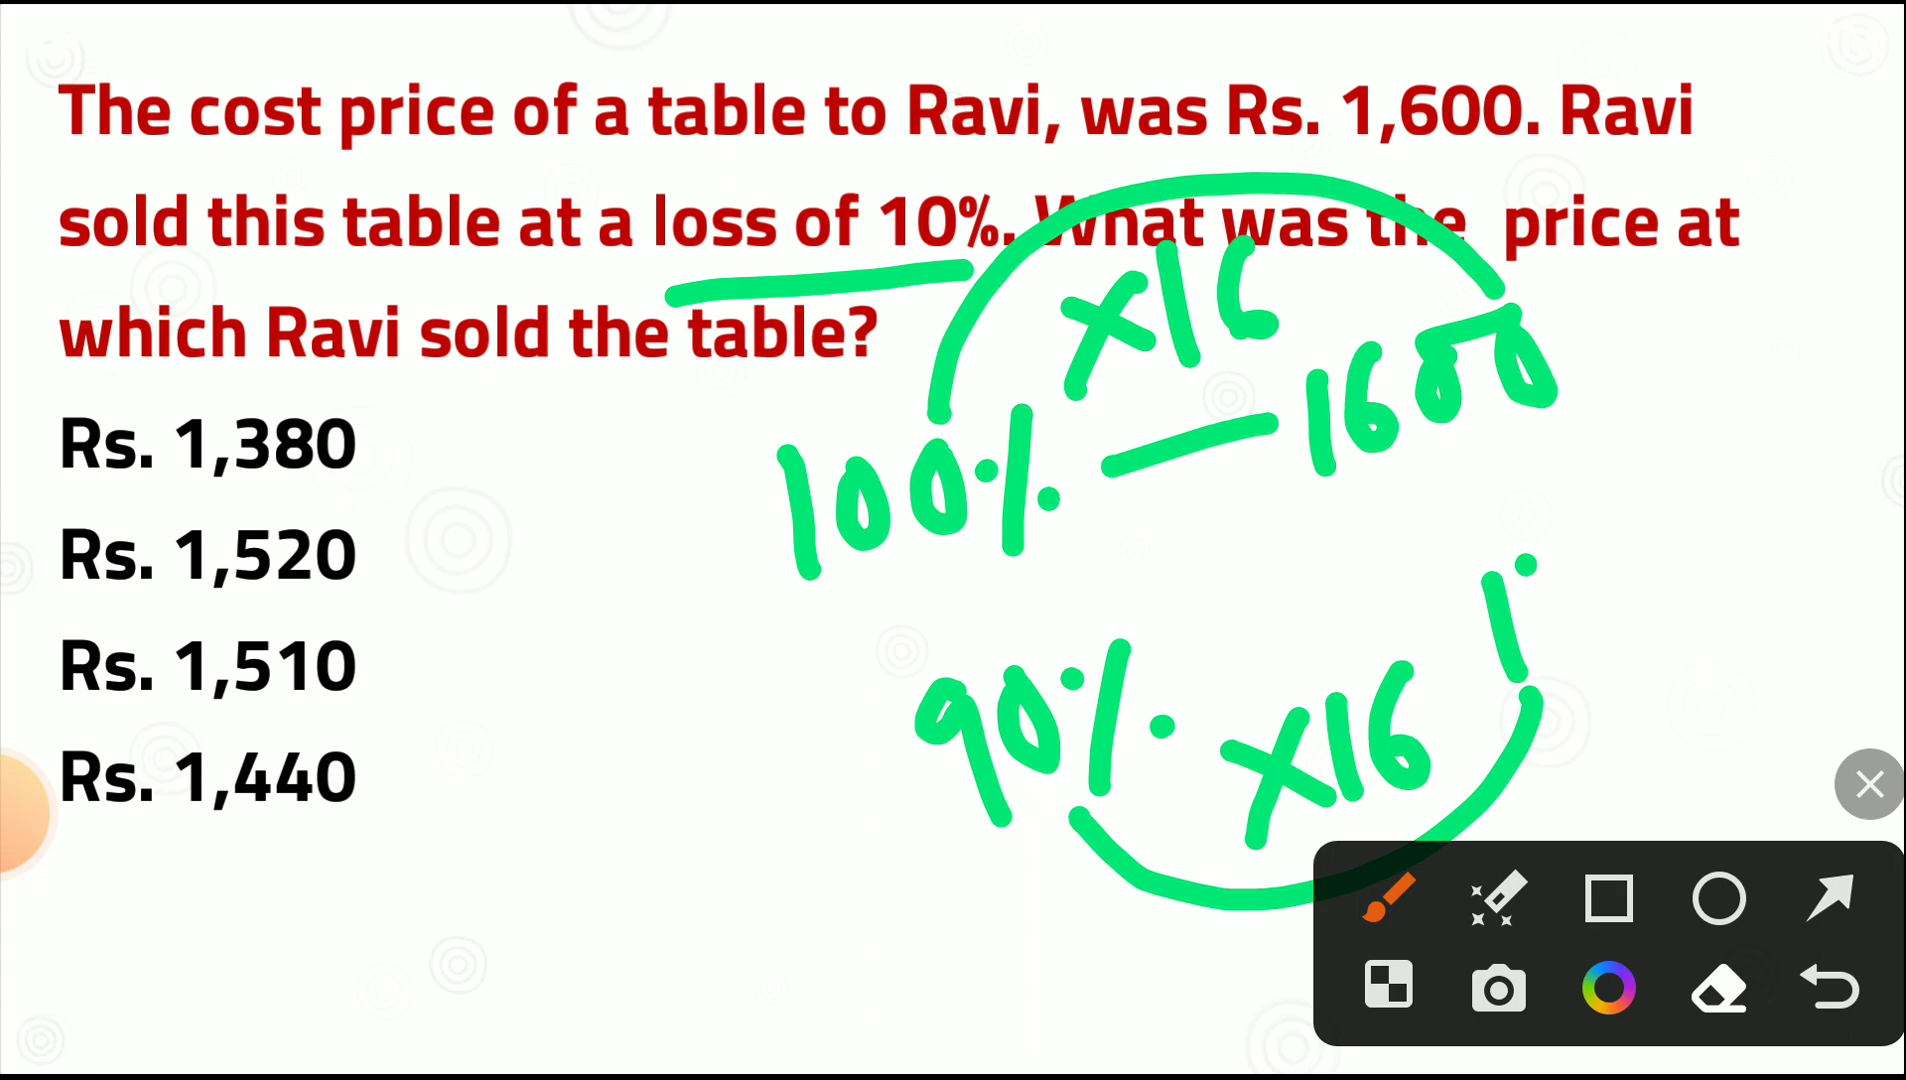 The cost price of a table to Ravi, was Rs. 1,600. Ravi
sold this table at a loss of 10%. What was the price at
which Ravi sold the table?
Rs. 1,380
Rs. 1,520
Rs. 1,510
Rs. 1,440
×16
100% — 1600
90% ×16